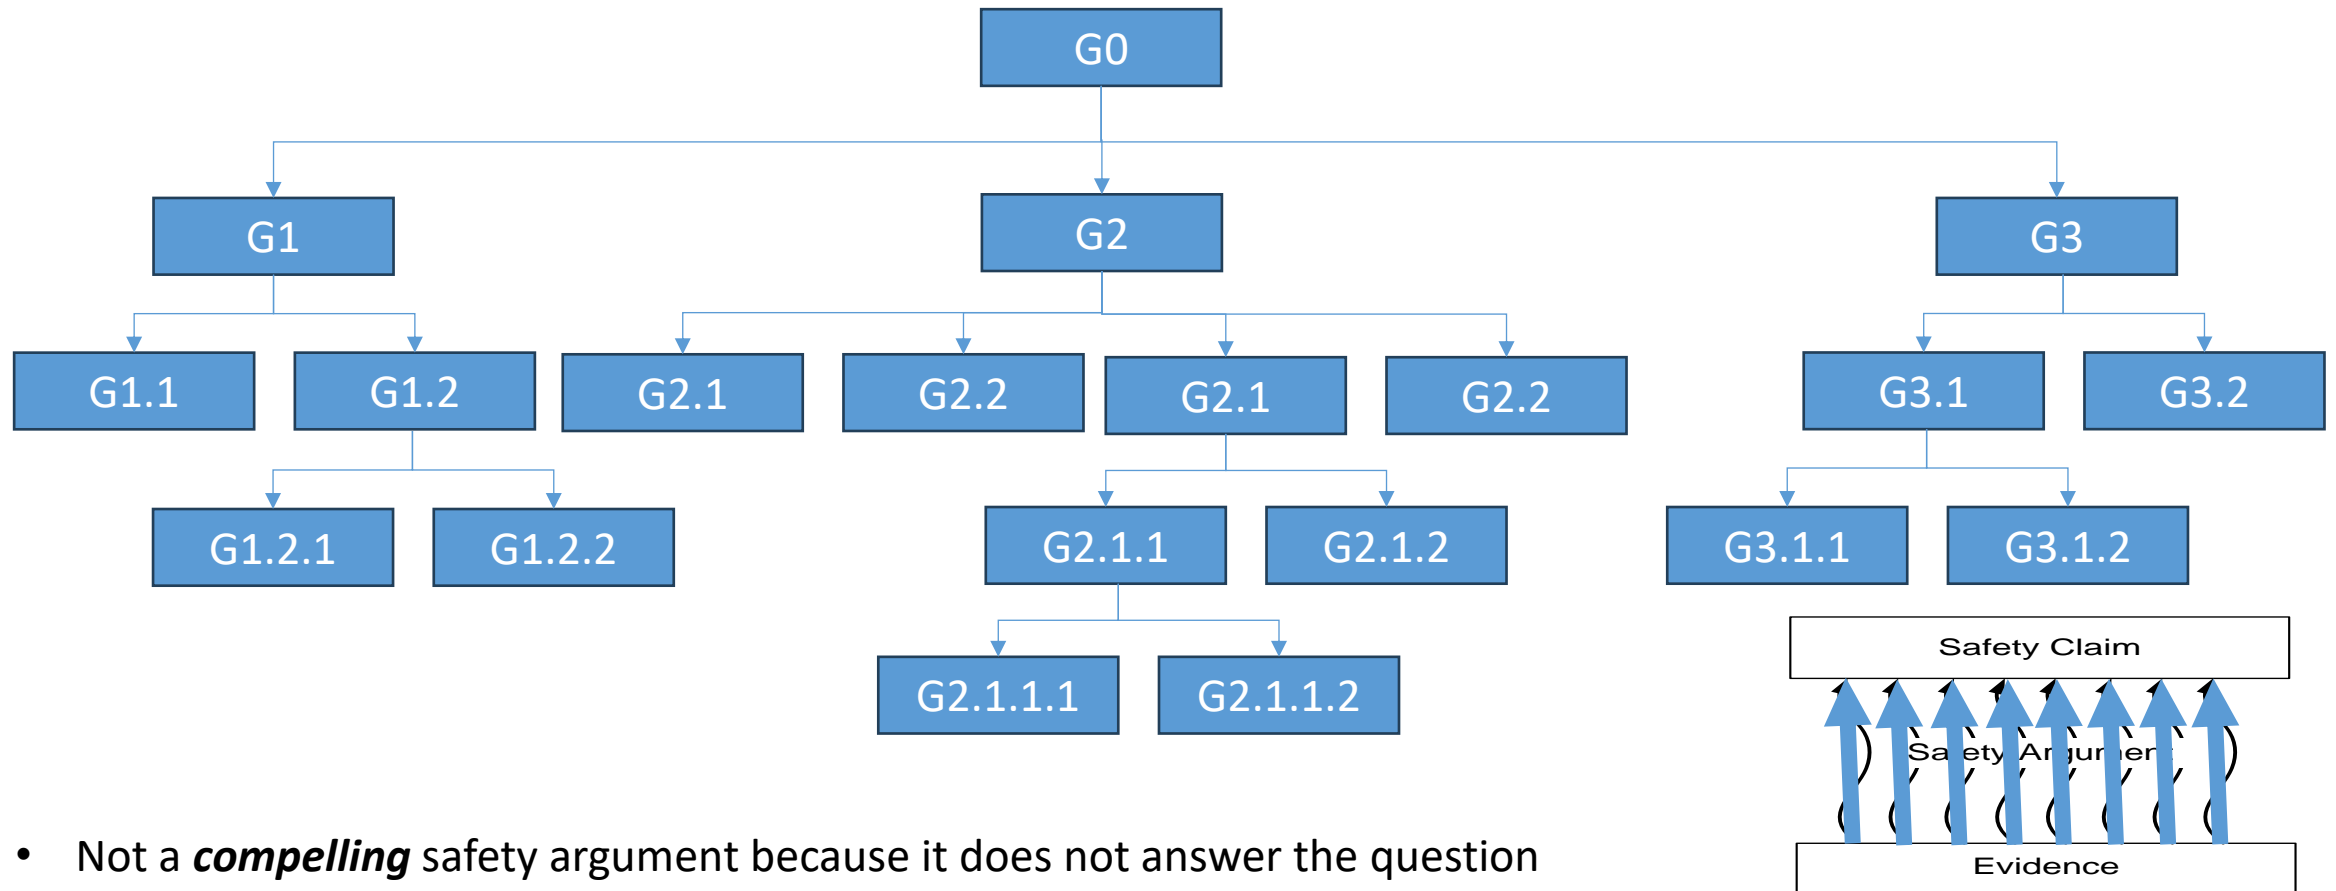 G0
G1
G2
G3
G1.1
G1.2
G2.1
G2.2
G2.1
G2.2
G3.1
G3.2
G1.2.1
G1.2.2
G2.1.1
G2.1.2
G3.1.1
G3.1.2
G2.1.1.1
G2.1.1.2
Safety Claim
Safety Argument
Evidence
• Not a compelling safety argument because it does not answer the question